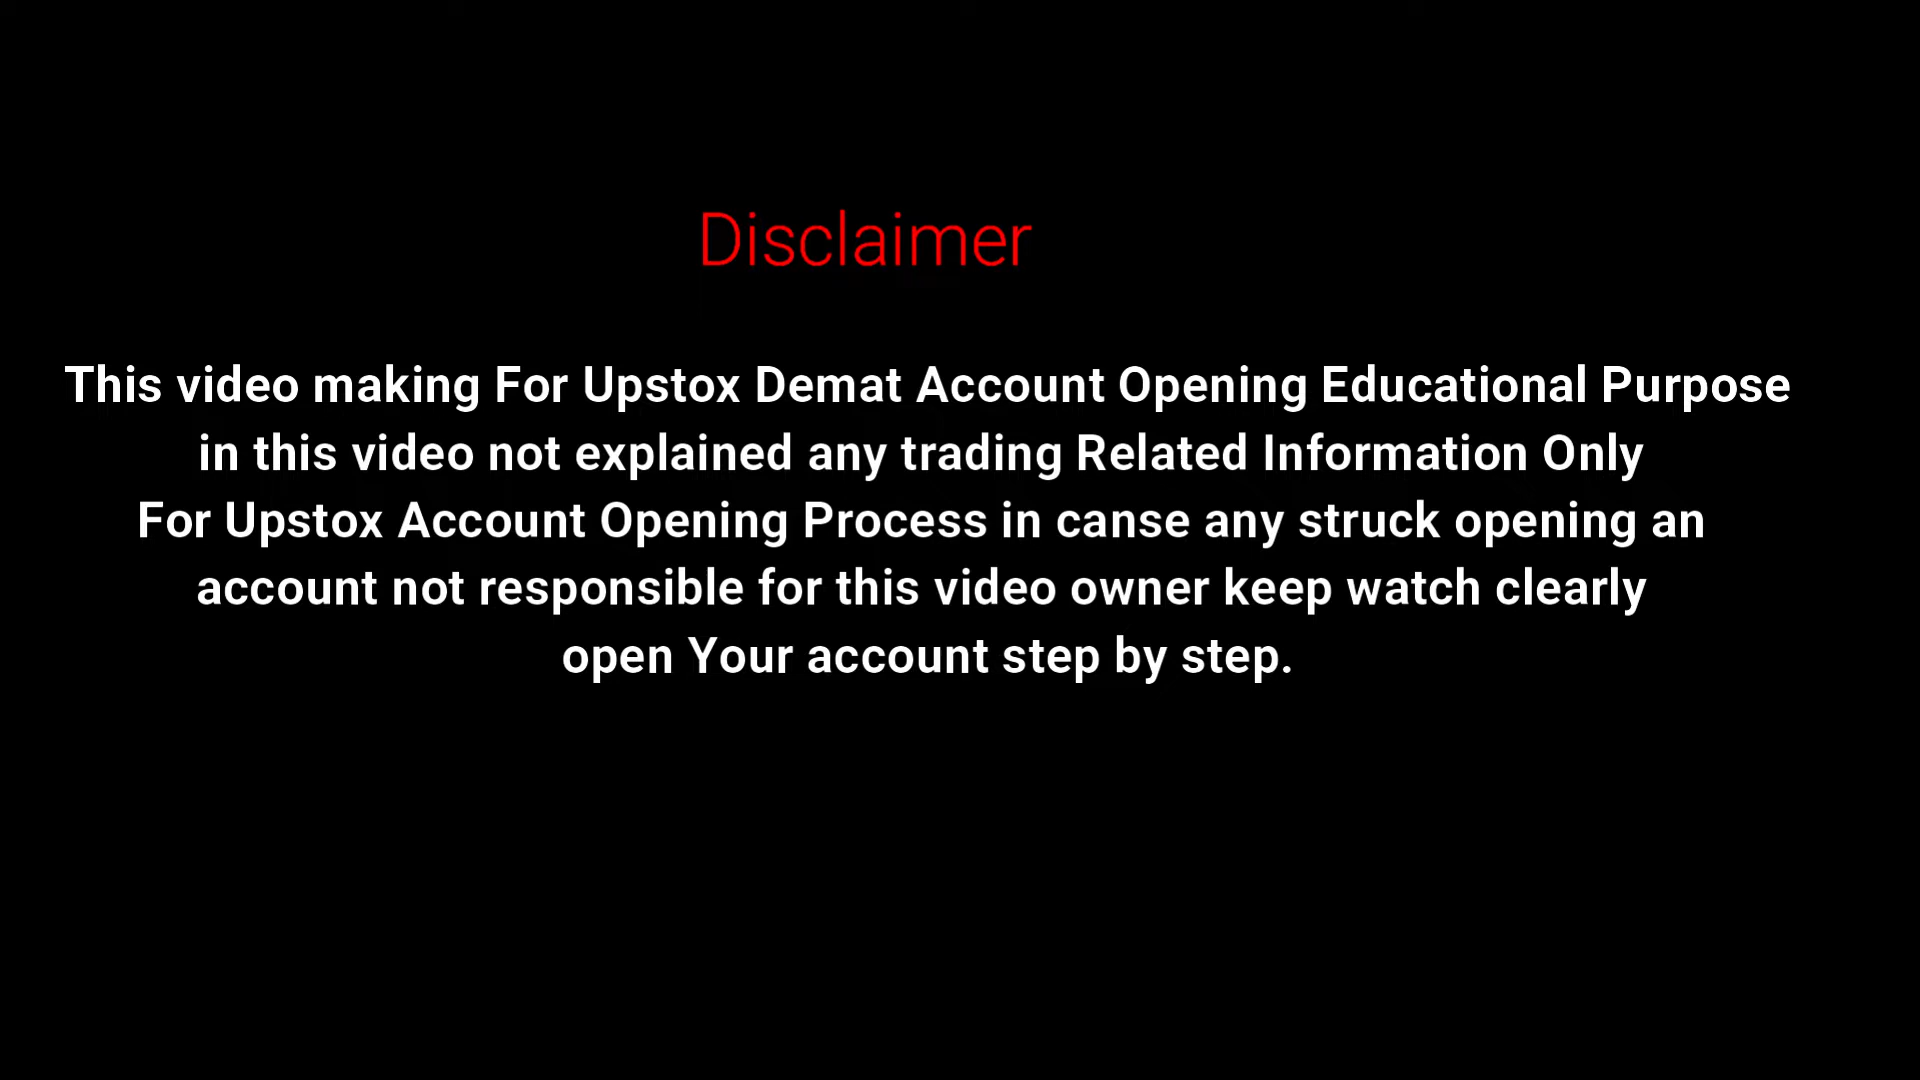 Disclaimer
This video making For Upstox Demat Account Opening Educational Purpose
in this video not explained any trading Related Information Only
For Upstox Account Opening Process in canse any struck opening an
account not responsible for this video owner keep watch clearly
open Your account step by step.